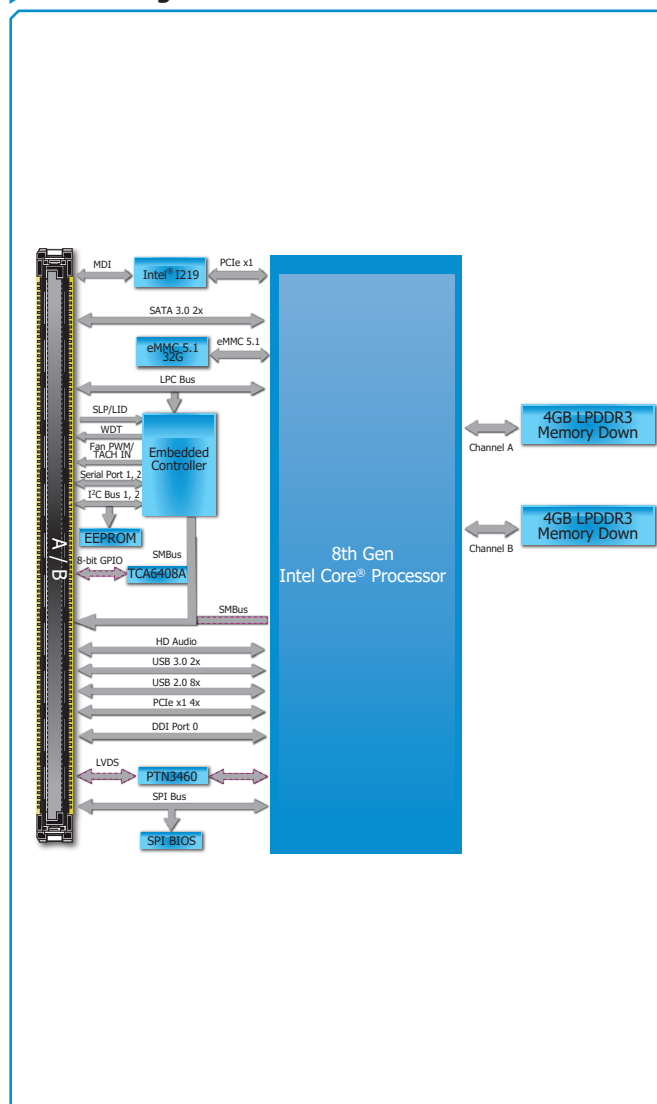 MDI
Intel® I219
PCIe x1
SATA 3.0 2x
eMMC 5.1
32G
eMMC 5.1
LPC Bus
SLP/LID
WDT
Fan PWM/
TACH IN
Serial Port 1, 2
I²C Bus 1, 2
Embedded
Controller
EEPROM
8-bit GPIO
SMBus
TCA6408A
SMBus
A / B
HD Audio
USB 3.0 2x
USB 2.0 8x
PCIe x1 4x
DDI Port 0
LVDS
PTN3460
SPI Bus
SPI BIOS
8th Gen
Intel Core® Processor
4GB LPDDR3
Memory Down
Channel A
4GB LPDDR3
Memory Down
Channel B